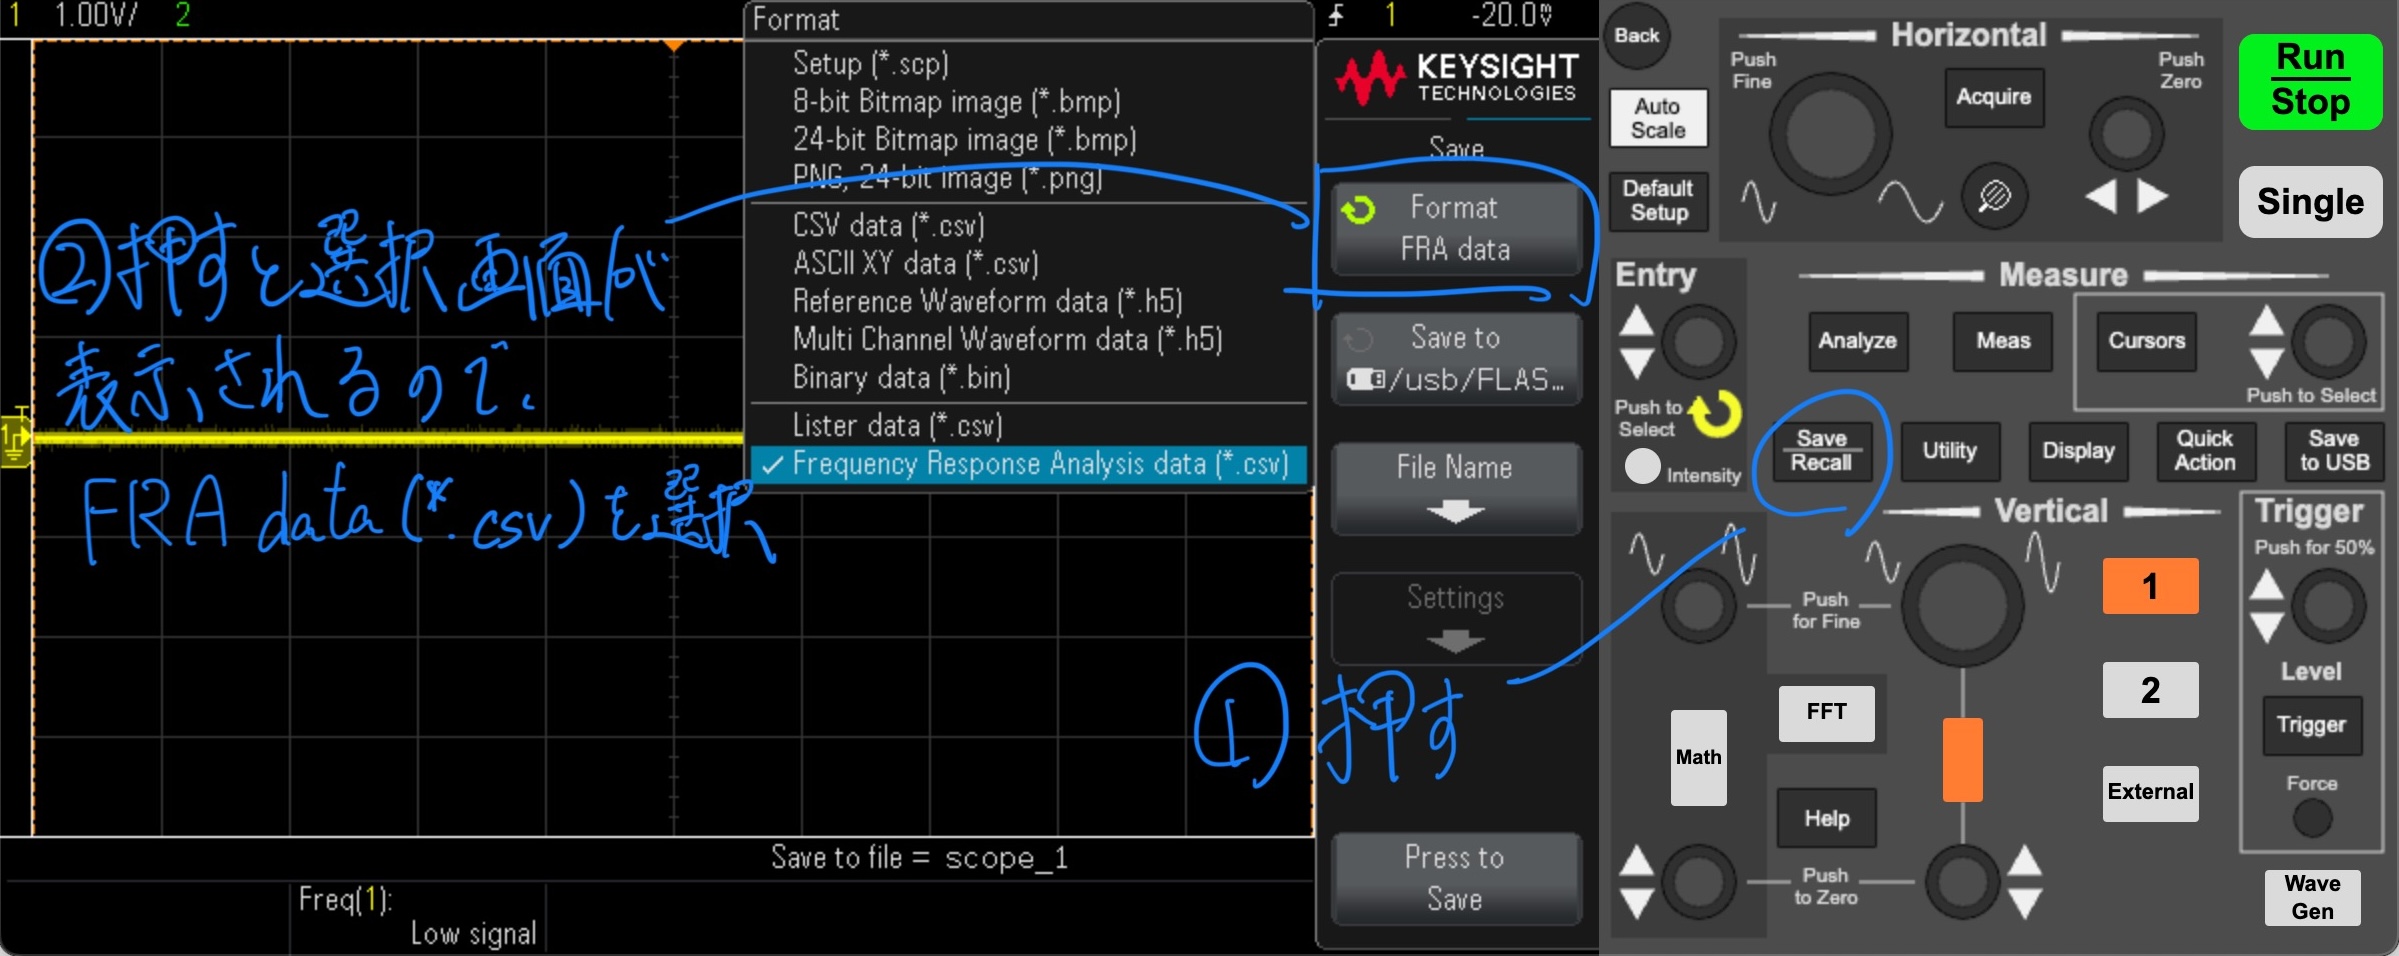 1 1.00V/ 2
1 -20.0mV
Format
Setup (*.scp)
8-bit Bitmap image (*.bmp)
24-bit Bitmap image (*.bmp)
PNG, 24-bit image (*.png)
CSV data (*.csv)
ASCII XY data (*.csv)
Reference Waveform data (*.h5)
Multi Channel Waveform data (*.h5)
Binary data (*.bin)
Lister data (*.csv)
✓ Frequency Response Analysis data (*.csv)
②押すと選択画面が
表示されるので、
FRA data (*.csv)を選択
①押す
T
1
Save to file = scope_1
Freq(1):
Low signal
KEYSIGHT
TECHNOLOGIES
Save
Format
FRA data
Save to
/usb/FLAS...
File Name
Settings
Press to
Save
Back
Auto
Scale
Default
Setup
Horizontal
Push
Fine
Acquire
Push
Zero
Run
Stop
Single
Entry
Push to
Select
Intensity
Measure
Analyze
Meas
Cursors
Push to Select
Save
Recall
Utility
Display
Quick
Action
Save
to USB
Vertical
Push
for Fine
1
2
External
FFT
Math
Help
Push
to Zero
Trigger
Push for 50%
Level
Trigger
Force
Wave
Gen